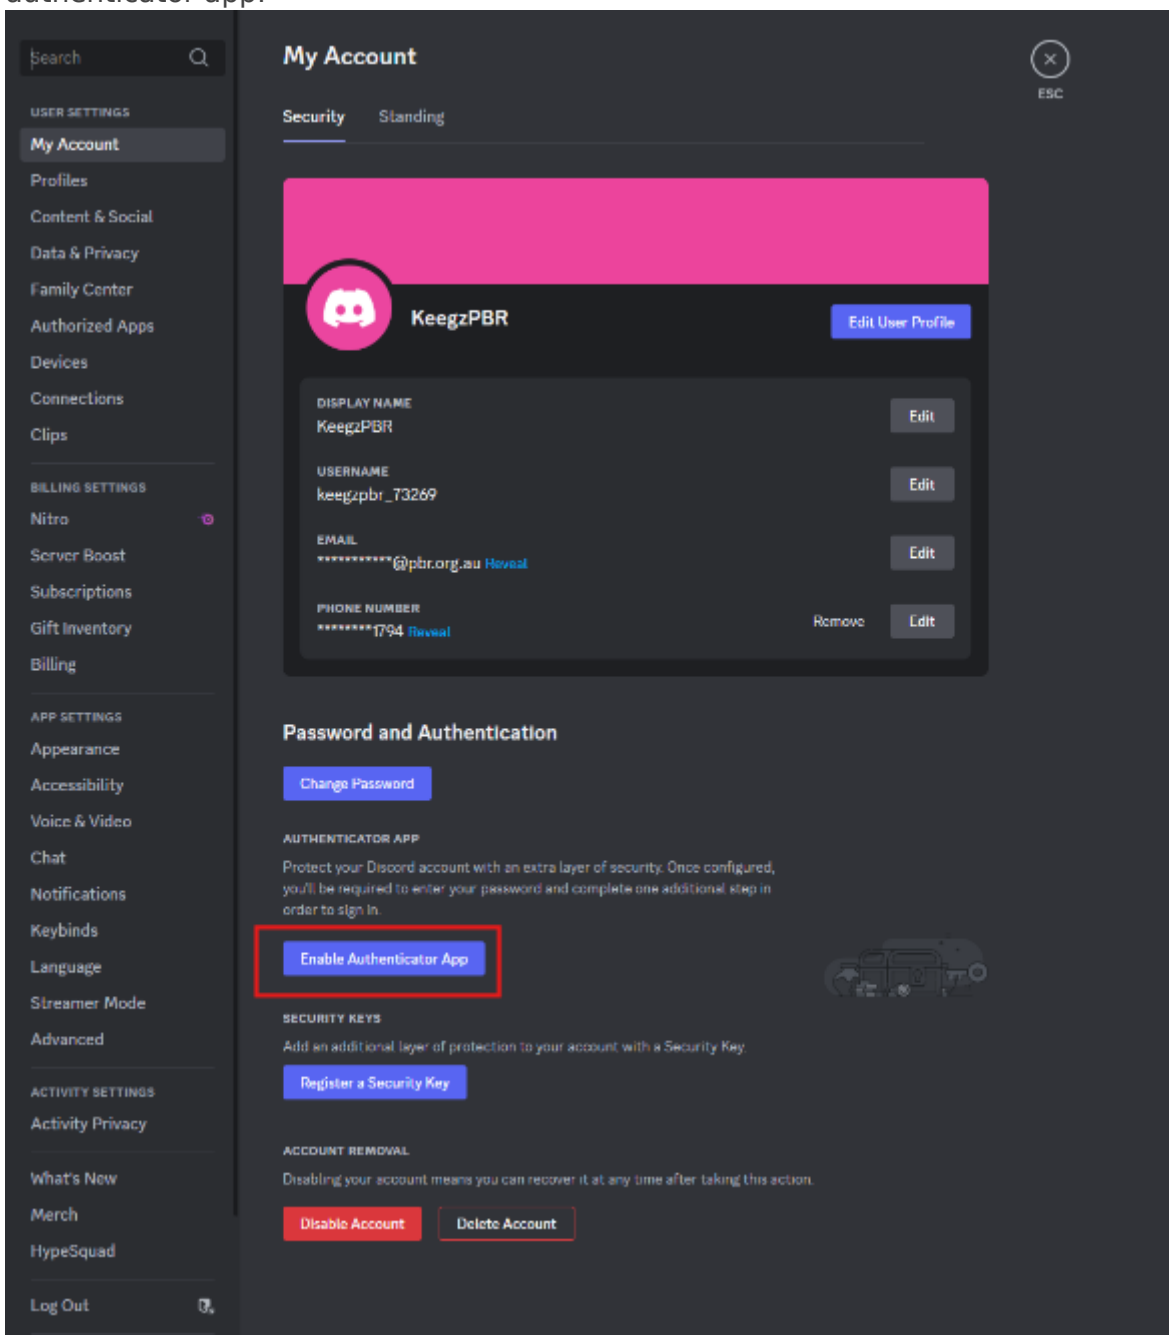 authenticator app.
Search
USER SETTINGS
My Account
Profiles
Content & Social
Data & Privacy
Family Center
Authorized Apps
Devices
Connections
Clips
BILLING SETTINGS
Nitro
Server Boost
Subscriptions
Gift Inventory
Billing
APP SETTINGS
Appearance
Accessibility
Voice & Video
Chat
Notifications
Keybinds
Language
Streamer Mode
Advanced
ACTIVITY SETTINGS
Activity Privacy
What's New
Merch
HypeSquad
Log Out
My Account
ESC
Security Standing
KeegzPBR
Edit User Profile
DISPLAY NAME
KeegzPBR
Edit
USERNAME
keegzpbr_73269
Edit
EMAIL
***********@pbr.org.au Reveal
Edit
PHONE NUMBER
********1794 Reveal
Remove Edit
Password and Authentication
Change Password
AUTHENTICATOR APP
Protect your Discord account with an extra layer of security. Once configured,
you'll be required to enter your password and complete one additional step in
order to sign in.
Enable Authenticator App
SECURITY KEYS
Add an additional layer of protection to your account with a Security Key.
Register a Security Key
ACCOUNT REMOVAL
Disabling your account means you can recover it at any time after taking this action.
Disable Account Delete Account